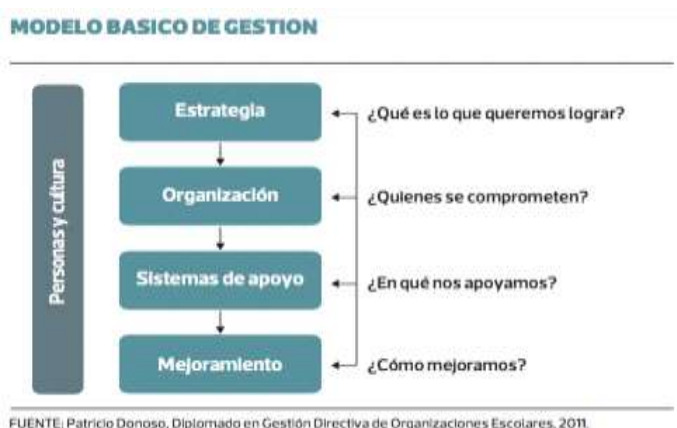 MODELO BASICO DE GESTION
Personas y cultura
Estrategia
¿Qué es lo que queremos lograr?
Organización
¿Quienes se comprometen?
Sistemas de apoyo
¿En qué nos apoyamos?
Mejoramiento
¿Cómo mejoramos?
FUENTE: Patricio Donoso, Diplomado en Gestión Directiva de Organizaciones Escolares, 2011.